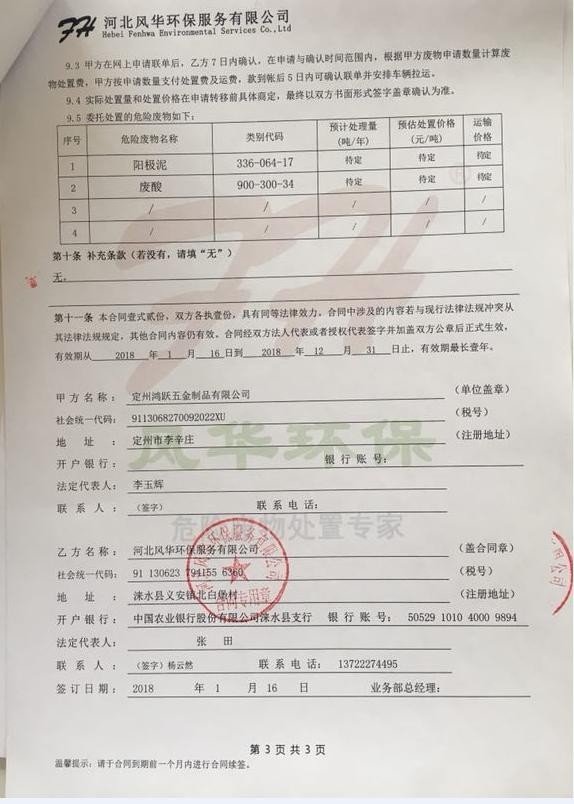 FH 河北风华环保服务有限公司
Hebei Fenhwa Environmental Services Co.,Ltd
9.3 甲方在网上申请联单后，乙方7日内确认，在申请与确认时间范围内，根据甲方废物申请数量计算废
物处置费，甲方按申请数量支付处置费及运费，款到帐后5日内可确认联单并安排车辆拉运。
9.4 实际处置量和处置价格在申请转移前具体商定，最终以双方书面形式签字盖章确认为准。
9.5 委托处置的危险废物如下：
序号 危险废物名称 类别代码 预计处理量(吨/年) 预估处置价格(元/吨) 运输价格
1 阳极泥 336-064-17 待定 待定 待定
2 废酸 900-300-34 待定 待定 待定
3 / / / / /
4 / / / / /
第十条 补充条款（若没有，请填“无”）
无。
第十一条 本合同壹式贰份，双方各执壹份，具有同等法律效力。合同中涉及的内容若与现行法律法规冲突从
其法律法规规定，其他合同内容仍有效。合同经双方法人代表或者授权代表签字并加盖双方公章后正式生效，
有效期从 2018 年 1 月 16 日到 2018 年 12 月 31 日止，有效期最长壹年。
甲方名称： 定州鸿跃五金制品有限公司 （单位盖章）
社会统一代码： 9113068270092022XU （税号）
地 址： 定州市李辛庄 （注册地址）
开户银行： 银行账号：
法定代表人： 李玉辉
联系人： （签字） 联系电话：
风华环保
危险废物处置专家
乙方名称： 河北风华环保服务有限公司 （盖合同章）
社会统一代码： 91 130623 794155 6360 （税号）
地 址： 涞水县义安镇北白堡村 （注册地址）
开户银行： 中国农业银行股份有限公司涞水县支行 银行账号： 50529 1010 4000 9894
法定代表人： 张 田
联系人： （签字）杨云然 联系电话： 13722274495
签订日期： 2018 年 1 月 16 日 业务部总经理：
河北风华环保服务有限公司
合同专用章
第 3 页 共 3 页
温馨提示：请于合同到期前一个月内进行合同续签。